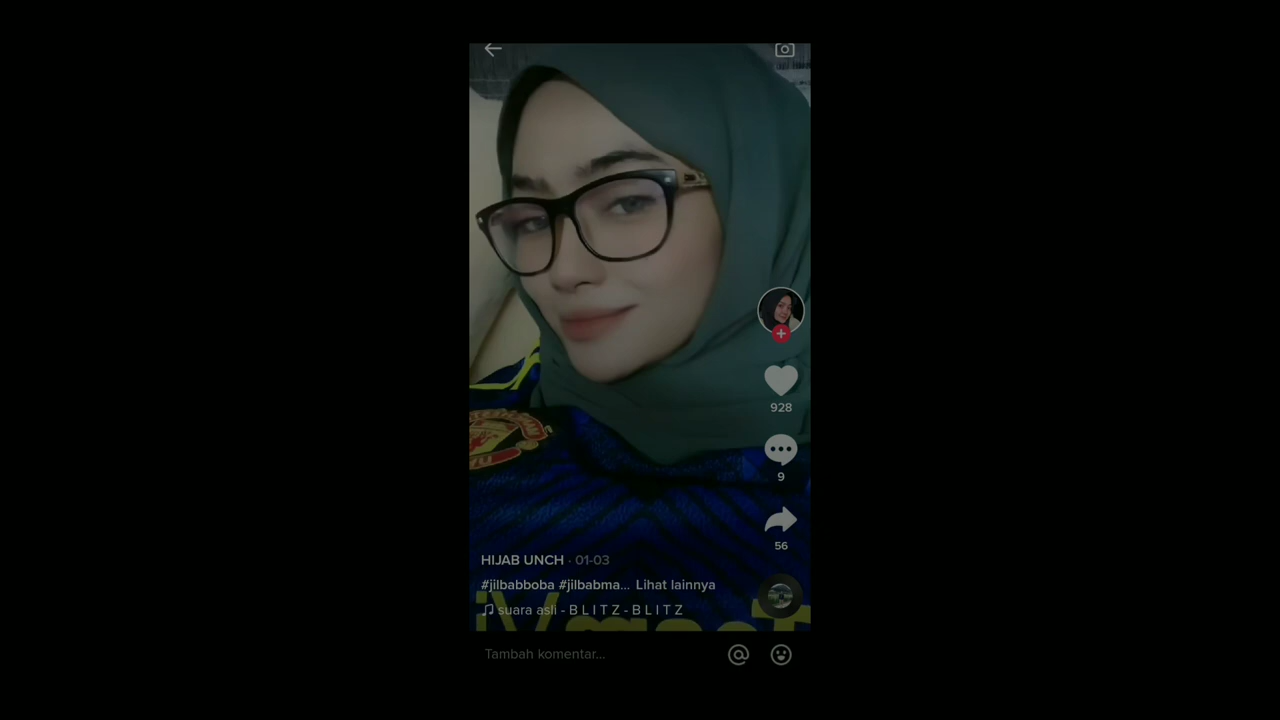 928
9
56
HIJAB UNCH · 01-03
#jilbabboba #jilbabma... Lihat lainnya
suara asli - B L I T Z - B L I T Z
Tambah komentar...